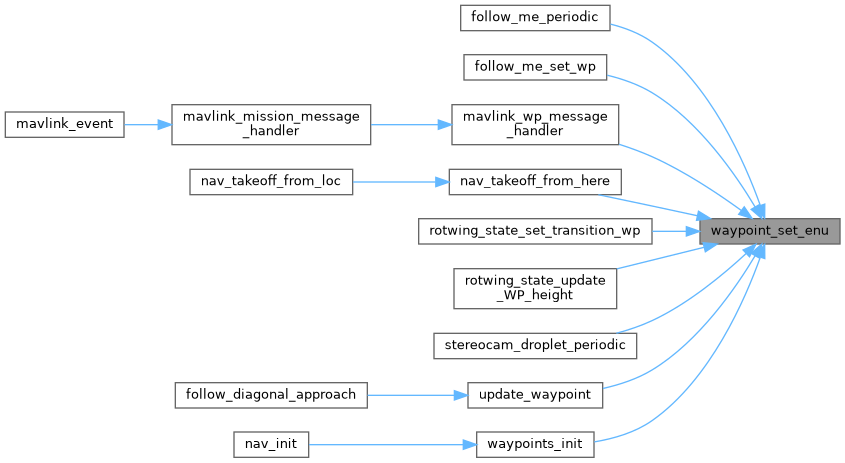 follow_me_periodic
follow_me_set_wp
mavlink_event
mavlink_mission_message
_handler
mavlink_wp_message
_handler
nav_takeoff_from_loc
nav_takeoff_from_here
rotwing_state_set_transition_wp
waypoint_set_enu
rotwing_state_update
_WP_height
stereocam_droplet_periodic
follow_diagonal_approach
update_waypoint
nav_init
waypoints_init